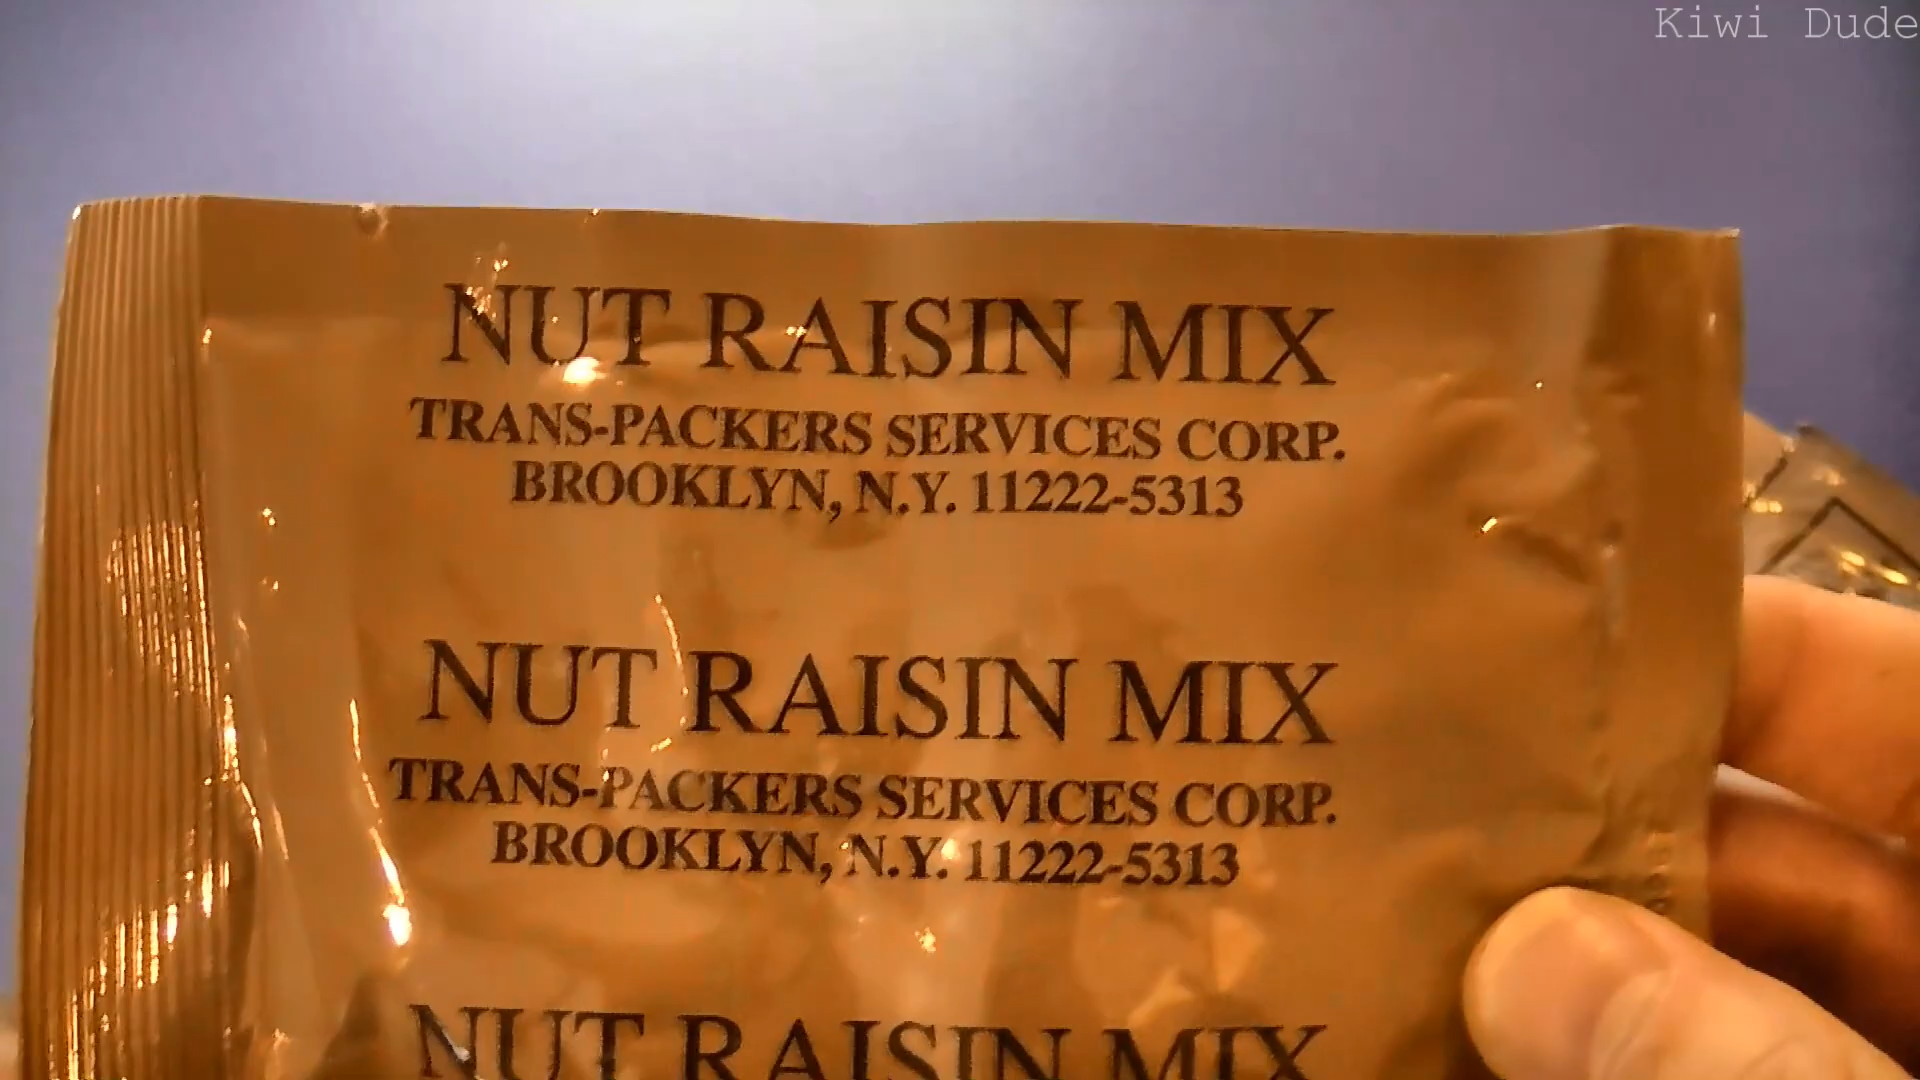 Kiwi Dude
NUT RAISIN MIX
TRANS-PACKERS SERVICES CORP.
BROOKLYN, N.Y. 11222-5313
NUT RAISIN MIX
TRANS-PACKERS SERVICES CORP.
BROOKLYN, N.Y. 11222-5313
NUT RAISIN MIX